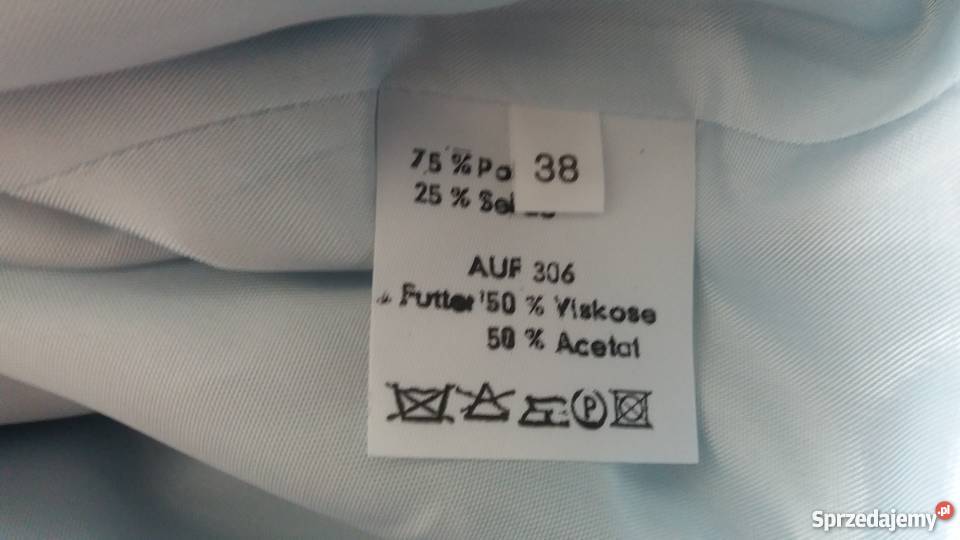 38
75 %
25 %
AUF 306
Futter 50 % Viskose
50 % Acetat
P
Sprzedajemy.pl